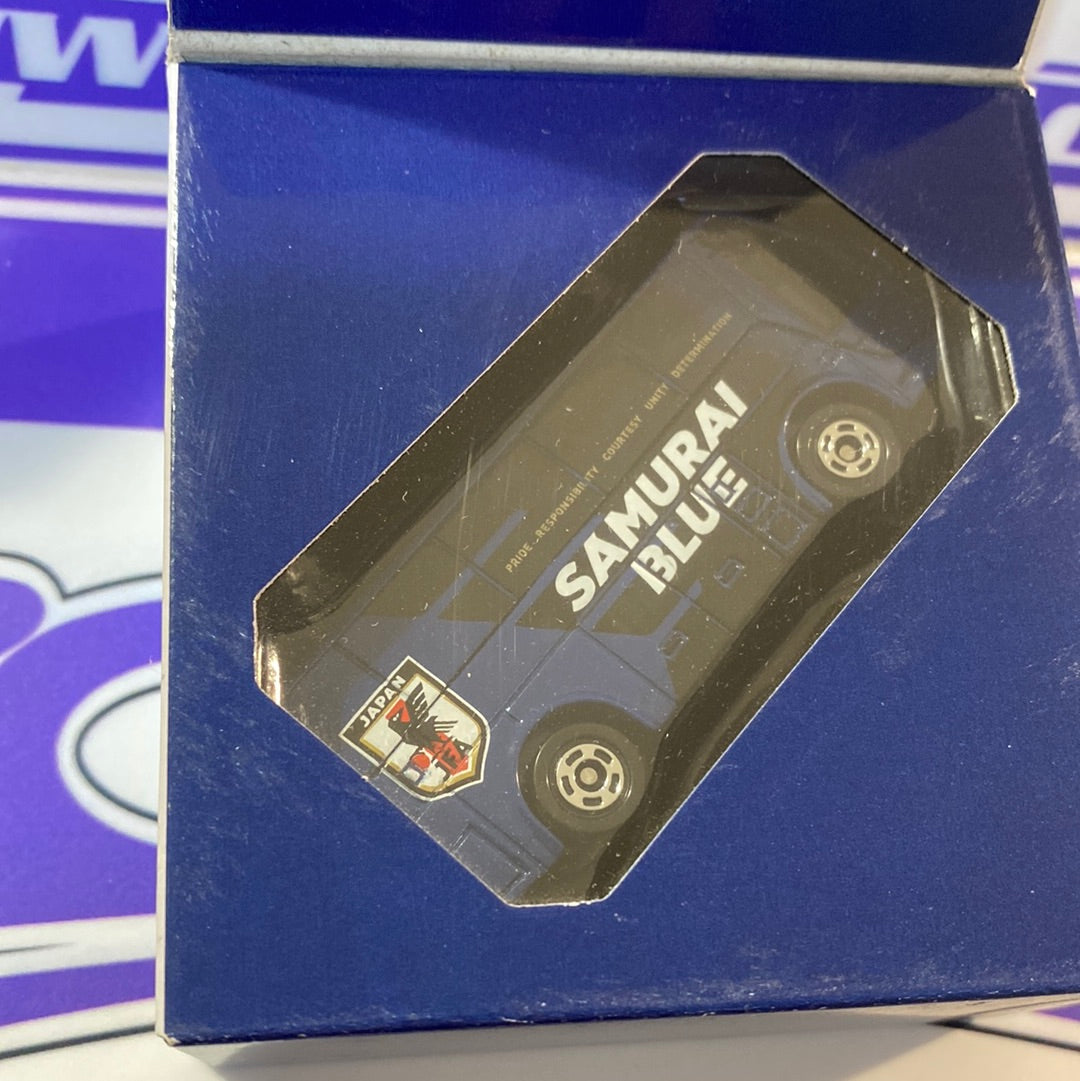 PRIDE RESPONSIBILITY COURTESY UNITY DETERMINATION
SAMURAI
BLUE
JAPAN